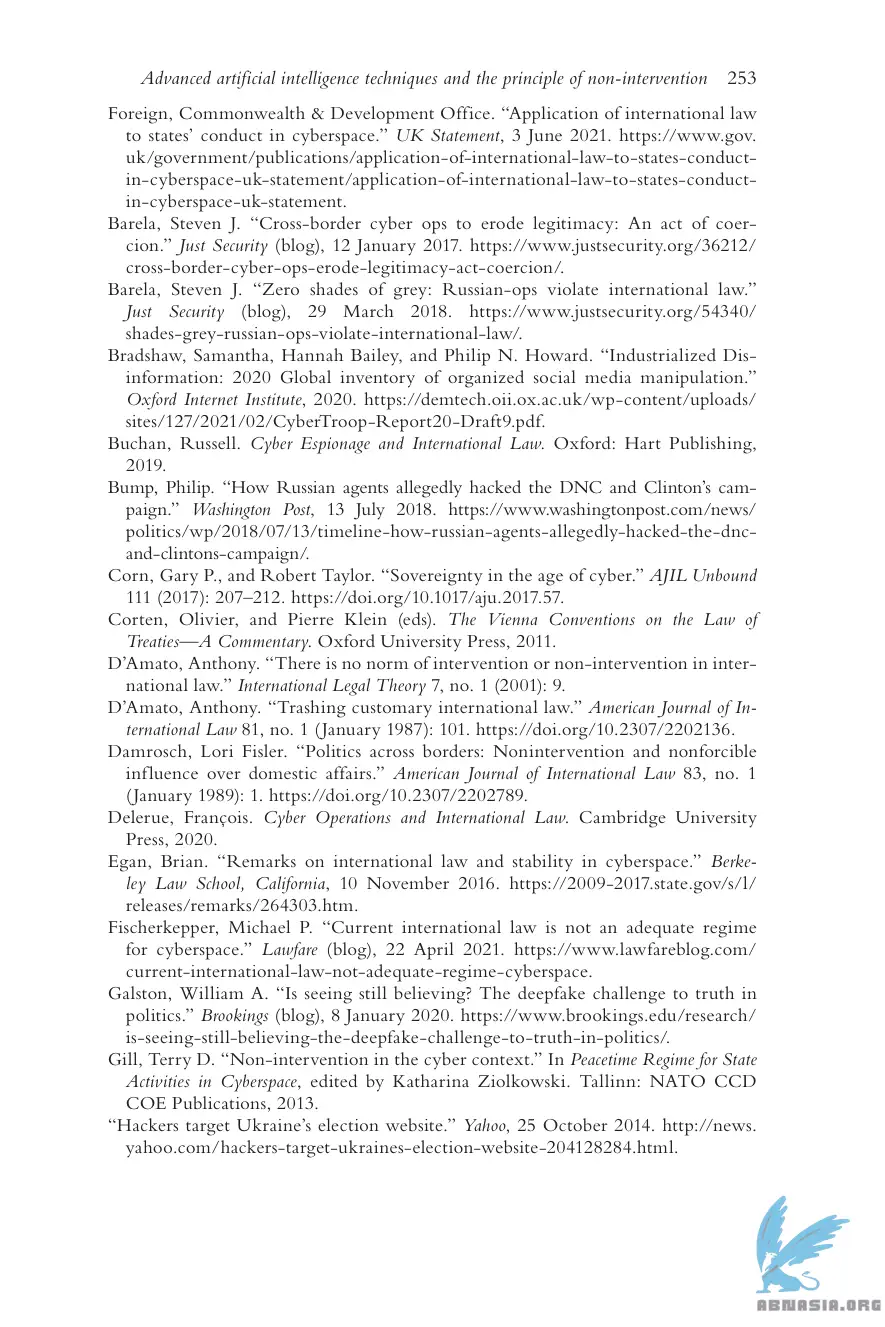 Advanced artificial intelligence techniques and the principle of non-intervention 253
Foreign, Commonwealth & Development Office. “Application of international law
to states’ conduct in cyberspace.” UK Statement, 3 June 2021. https://www.gov.
uk/government/publications/application-of-international-law-to-states-conduct-
in-cyberspace-uk-statement/application-of-international-law-to-states-conduct-
in-cyberspace-uk-statement.
Barela, Steven J. “Cross-border cyber ops to erode legitimacy: An act of coer-
cion.” Just Security (blog), 12 January 2017. https://www.justsecurity.org/36212/
cross-border-cyber-ops-erode-legitimacy-act-coercion/.
Barela, Steven J. “Zero shades of grey: Russian-ops violate international law.”
Just Security (blog), 29 March 2018. https://www.justsecurity.org/54340/
shades-grey-russian-ops-violate-international-law/.
Bradshaw, Samantha, Hannah Bailey, and Philip N. Howard. “Industrialized Dis-
information: 2020 Global inventory of organized social media manipulation.”
Oxford Internet Institute, 2020. https://demtech.oii.ox.ac.uk/wp-content/uploads/
sites/127/2021/02/CyberTroop-Report20-Draft9.pdf.
Buchan, Russell. Cyber Espionage and International Law. Oxford: Hart Publishing,
2019.
Bump, Philip. “How Russian agents allegedly hacked the DNC and Clinton’s cam-
paign.” Washington Post, 13 July 2018. https://www.washingtonpost.com/news/
politics/wp/2018/07/13/timeline-how-russian-agents-allegedly-hacked-the-dnc-
and-clintons-campaign/.
Corn, Gary P., and Robert Taylor. “Sovereignty in the age of cyber.” AJIL Unbound
111 (2017): 207–212. https://doi.org/10.1017/aju.2017.57.
Corten, Olivier, and Pierre Klein (eds). The Vienna Conventions on the Law of
Treaties—A Commentary. Oxford University Press, 2011.
D’Amato, Anthony. “There is no norm of intervention or non-intervention in inter-
national law.” International Legal Theory 7, no. 1 (2001): 9.
D’Amato, Anthony. “Trashing customary international law.” American Journal of In-
ternational Law 81, no. 1 (January 1987): 101. https://doi.org/10.2307/2202136.
Damrosch, Lori Fisler. “Politics across borders: Nonintervention and nonforcible
influence over domestic affairs.” American Journal of International Law 83, no. 1
(January 1989): 1. https://doi.org/10.2307/2202789.
Delerue, François. Cyber Operations and International Law. Cambridge University
Press, 2020.
Egan, Brian. “Remarks on international law and stability in cyberspace.” Berke-
ley Law School, California, 10 November 2016. https://2009-2017.state.gov/s/l/
releases/remarks/264303.htm.
Fischerkepper, Michael P. “Current international law is not an adequate regime
for cyberspace.” Lawfare (blog), 22 April 2021. https://www.lawfareblog.com/
current-international-law-not-adequate-regime-cyberspace.
Galston, William A. “Is seeing still believing? The deepfake challenge to truth in
politics.” Brookings (blog), 8 January 2020. https://www.brookings.edu/research/
is-seeing-still-believing-the-deepfake-challenge-to-truth-in-politics/.
Gill, Terry D. “Non-intervention in the cyber context.” In Peacetime Regime for State
Activities in Cyberspace, edited by Katharina Ziolkowski. Tallinn: NATO CCD
COE Publications, 2013.
“Hackers target Ukraine’s election website.” Yahoo, 25 October 2014. http://news.
yahoo.com/hackers-target-ukraines-election-website-204128284.html.
ABNASIA.ORG